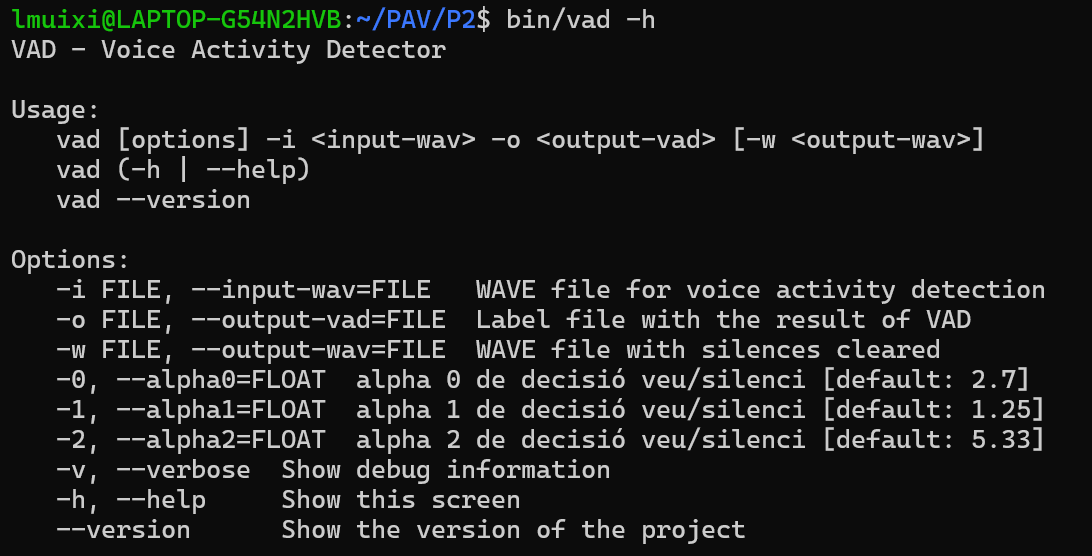 lmuixi@LAPTOP-G54N2HVB:~/PAV/P2$ bin/vad -h
VAD - Voice Activity Detector
Usage:
vad [options] -i <input-wav> -o <output-vad> [-w <output-wav>]
vad (-h | --help)
vad --version
Options:
-i FILE, --input-wav=FILE   WAVE file for voice activity detection
-o FILE, --output-vad=FILE  Label file with the result of VAD
-w FILE, --output-wav=FILE  WAVE file with silences cleared
-0, --alpha0=FLOAT  alpha 0 de decisió veu/silenci [default: 2.7]
-1, --alpha1=FLOAT  alpha 1 de decisió veu/silenci [default: 1.25]
-2, --alpha2=FLOAT  alpha 2 de decisió veu/silenci [default: 5.33]
-v, --verbose  Show debug information
-h, --help     Show this screen
--version      Show the version of the project